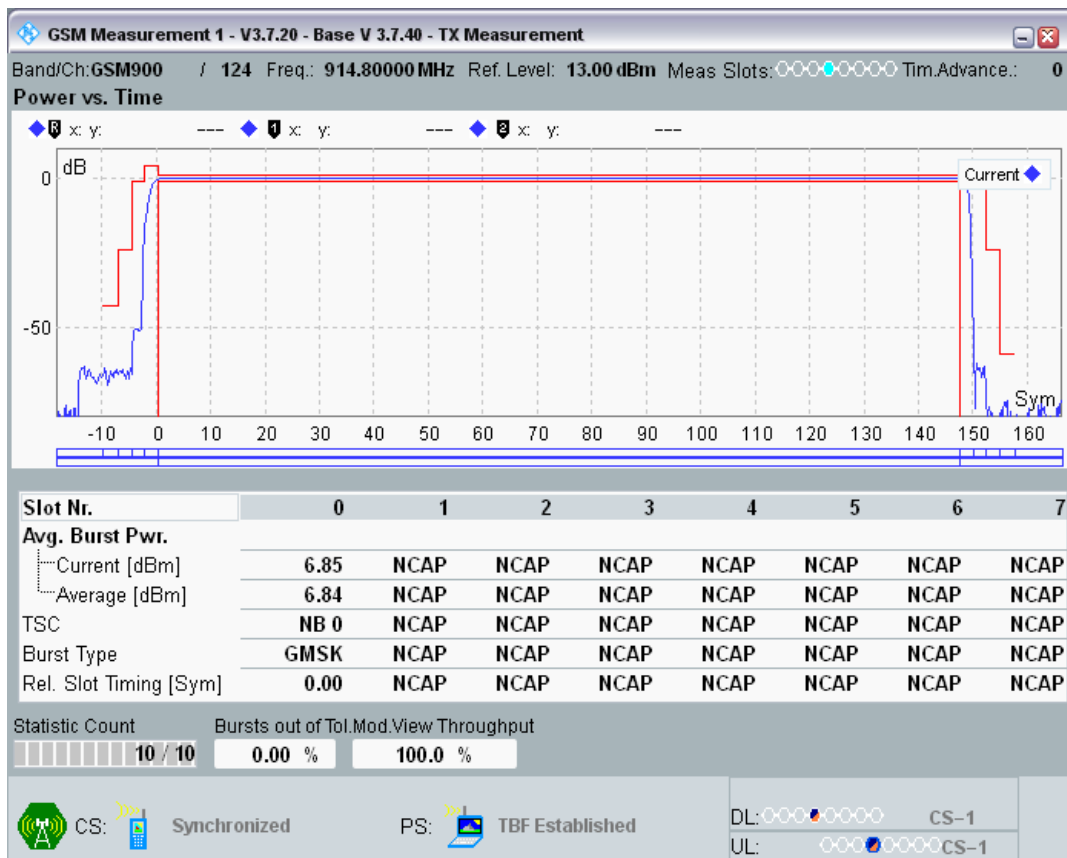 GSM Measurement 1 - V3.7.20 - Base V 3.7.40 - TX Measurement
Band/Ch:GSM900 / 124 Freq.: 914.80000 MHz Ref. Level: 13.00 dBm Meas Slots: Tim.Advance.: 0
Power vs. Time
R x: y: --- 1 x: y: --- 2 x: y: ---
dB
Current
0
-50
Sym
-10 0 10 20 30 40 50 60 70 80 90 100 110 120 130 140 150 160
Slot Nr. 0 1 2 3 4 5 6 7
Avg. Burst Pwr.
Current [dBm] 6.85 NCAP NCAP NCAP NCAP NCAP NCAP NCAP
Average [dBm] 6.84 NCAP NCAP NCAP NCAP NCAP NCAP NCAP
TSC NB 0 NCAP NCAP NCAP NCAP NCAP NCAP NCAP
Burst Type GMSK NCAP NCAP NCAP NCAP NCAP NCAP NCAP
Rel. Slot Timing [Sym] 0.00 NCAP NCAP NCAP NCAP NCAP NCAP NCAP
Statistic Count Bursts out of Tol. Mod.View Throughput
10 / 10 0.00 % 100.0 %
CS: Synchronized PS: TBF Established DL: CS-1
UL: CS-1